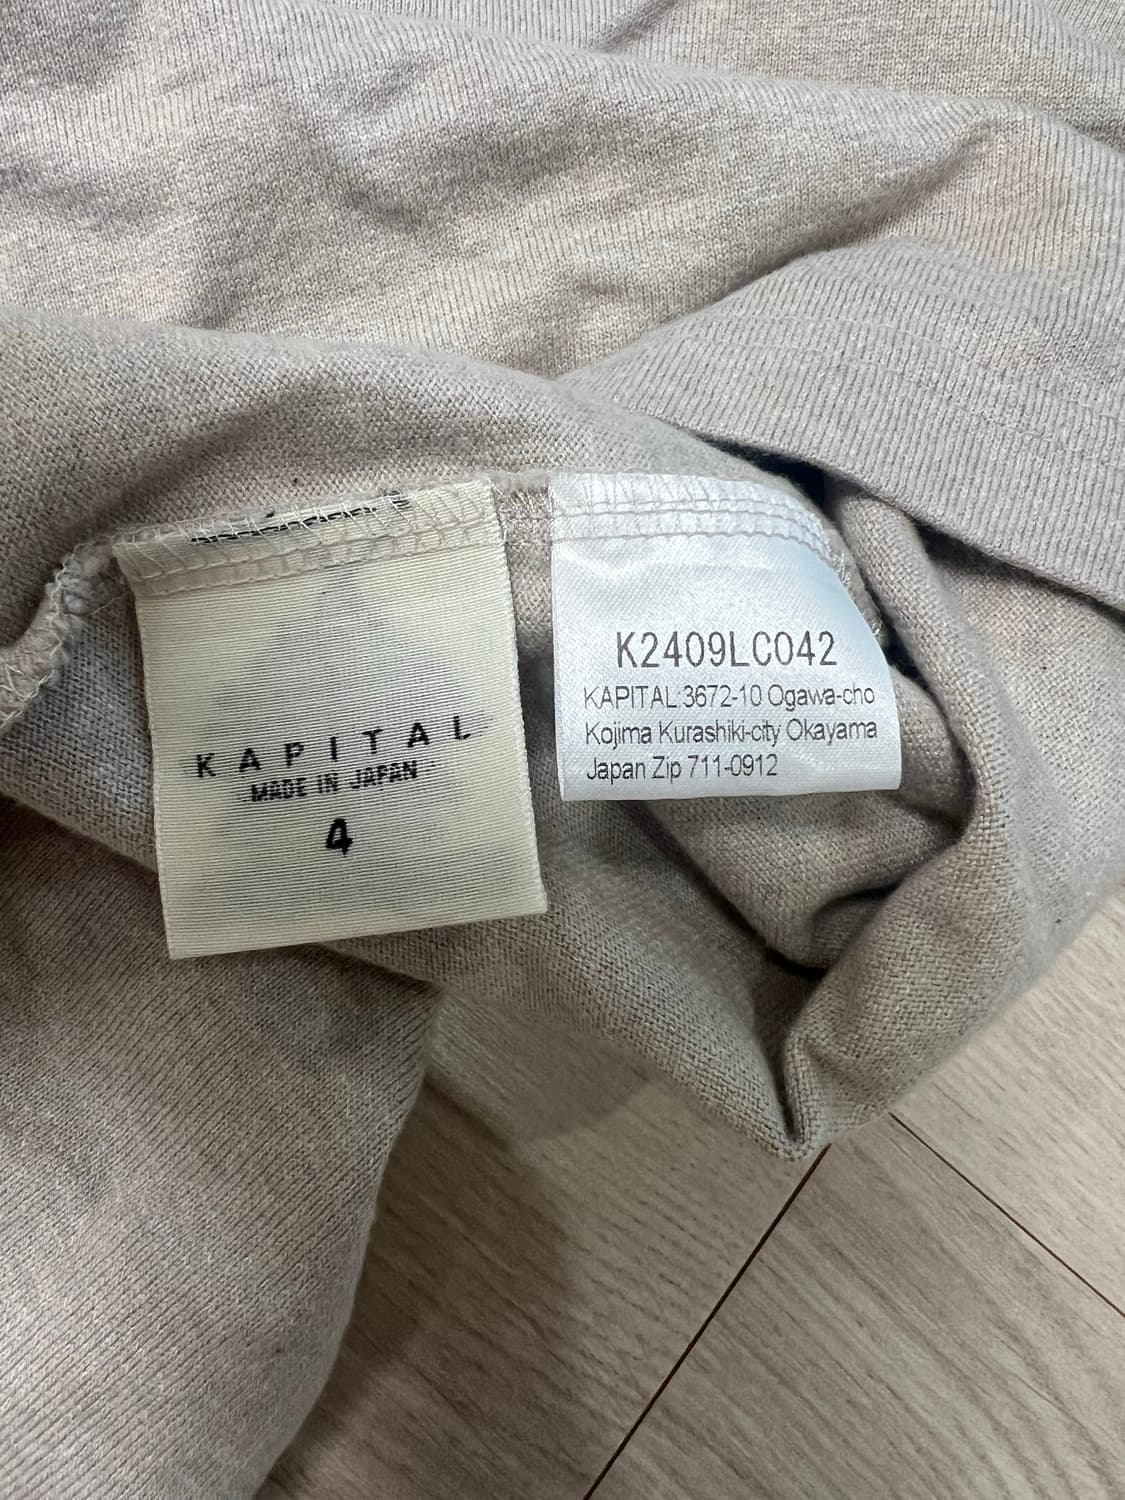 KAPITAL
MADE IN JAPAN
4
K2409LC042
KAPITAL 3672-10 Ogawa-cho
Kojima Kurashiki-city Okayama
Japan Zip 711-0912